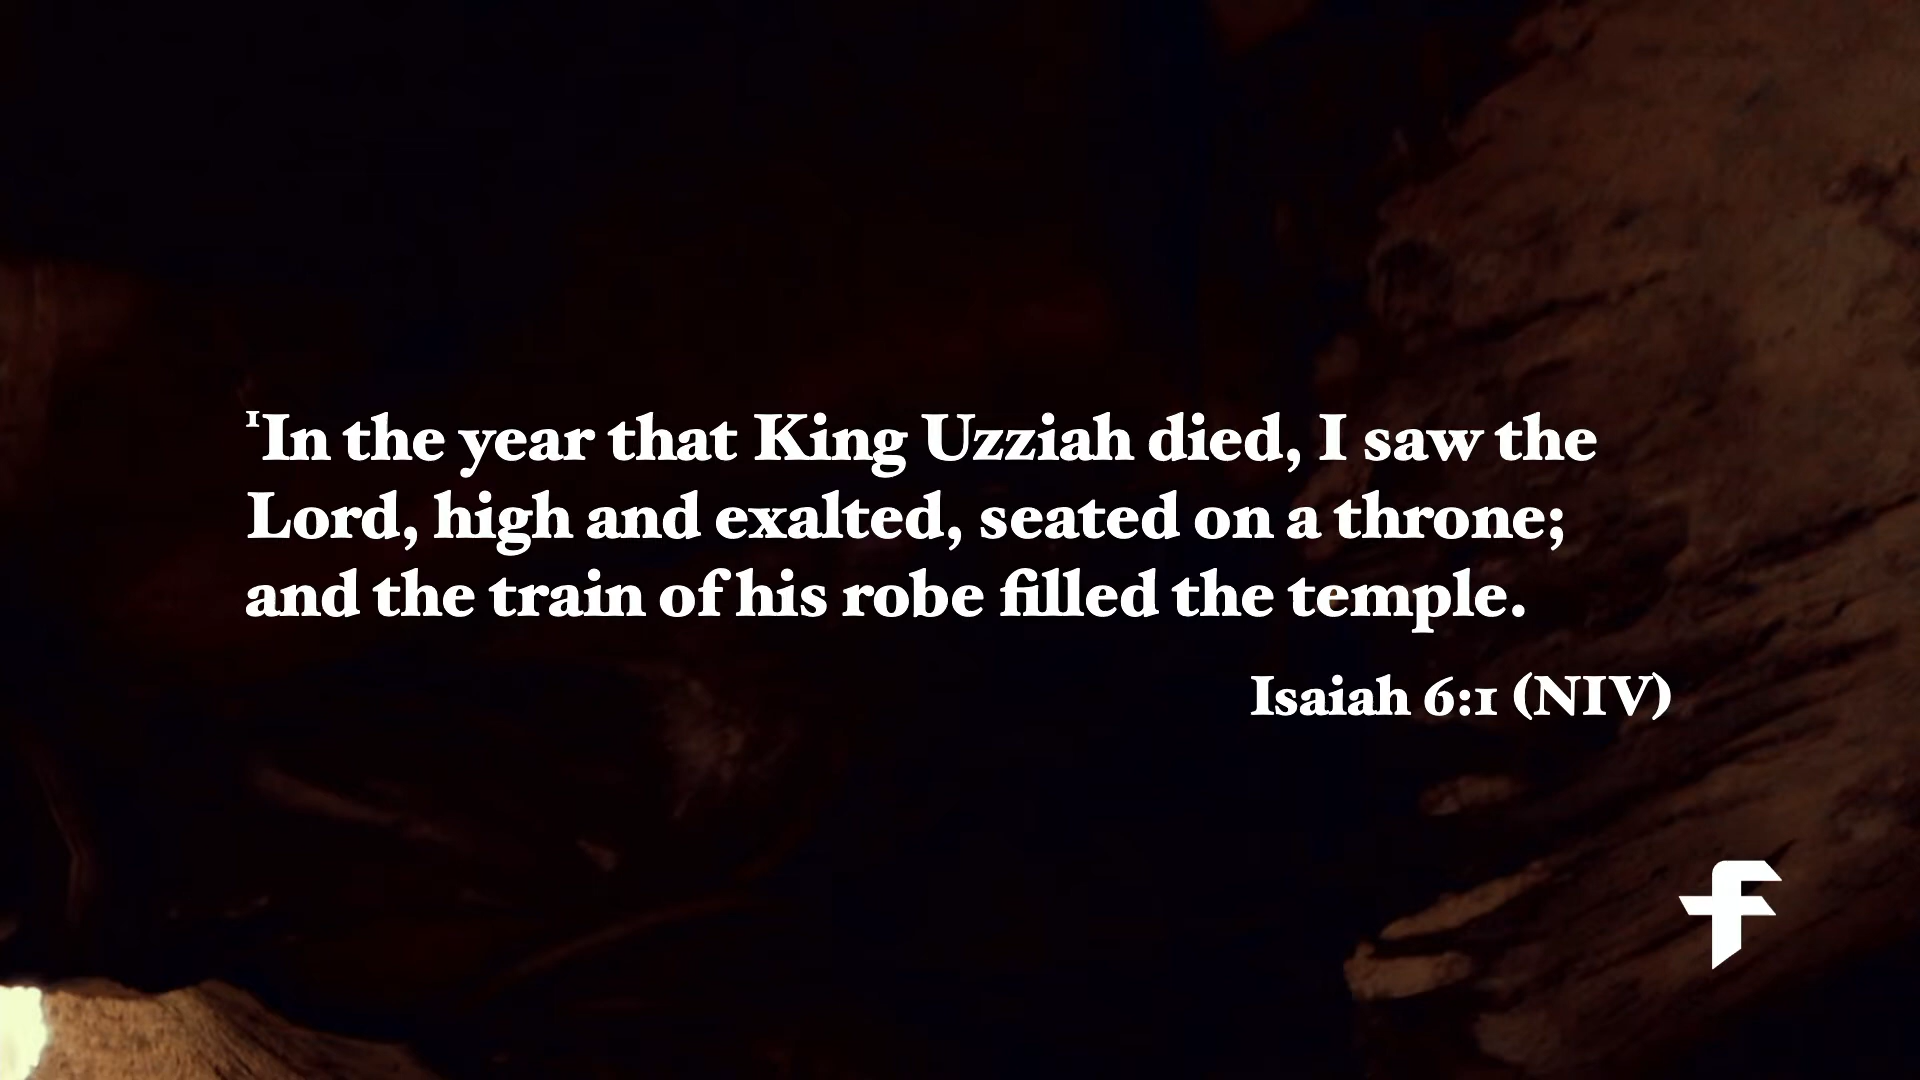 ¹In the year that King Uzziah died, I saw the
Lord, high and exalted, seated on a throne;
and the train of his robe filled the temple.
Isaiah 6:1 (NIV)